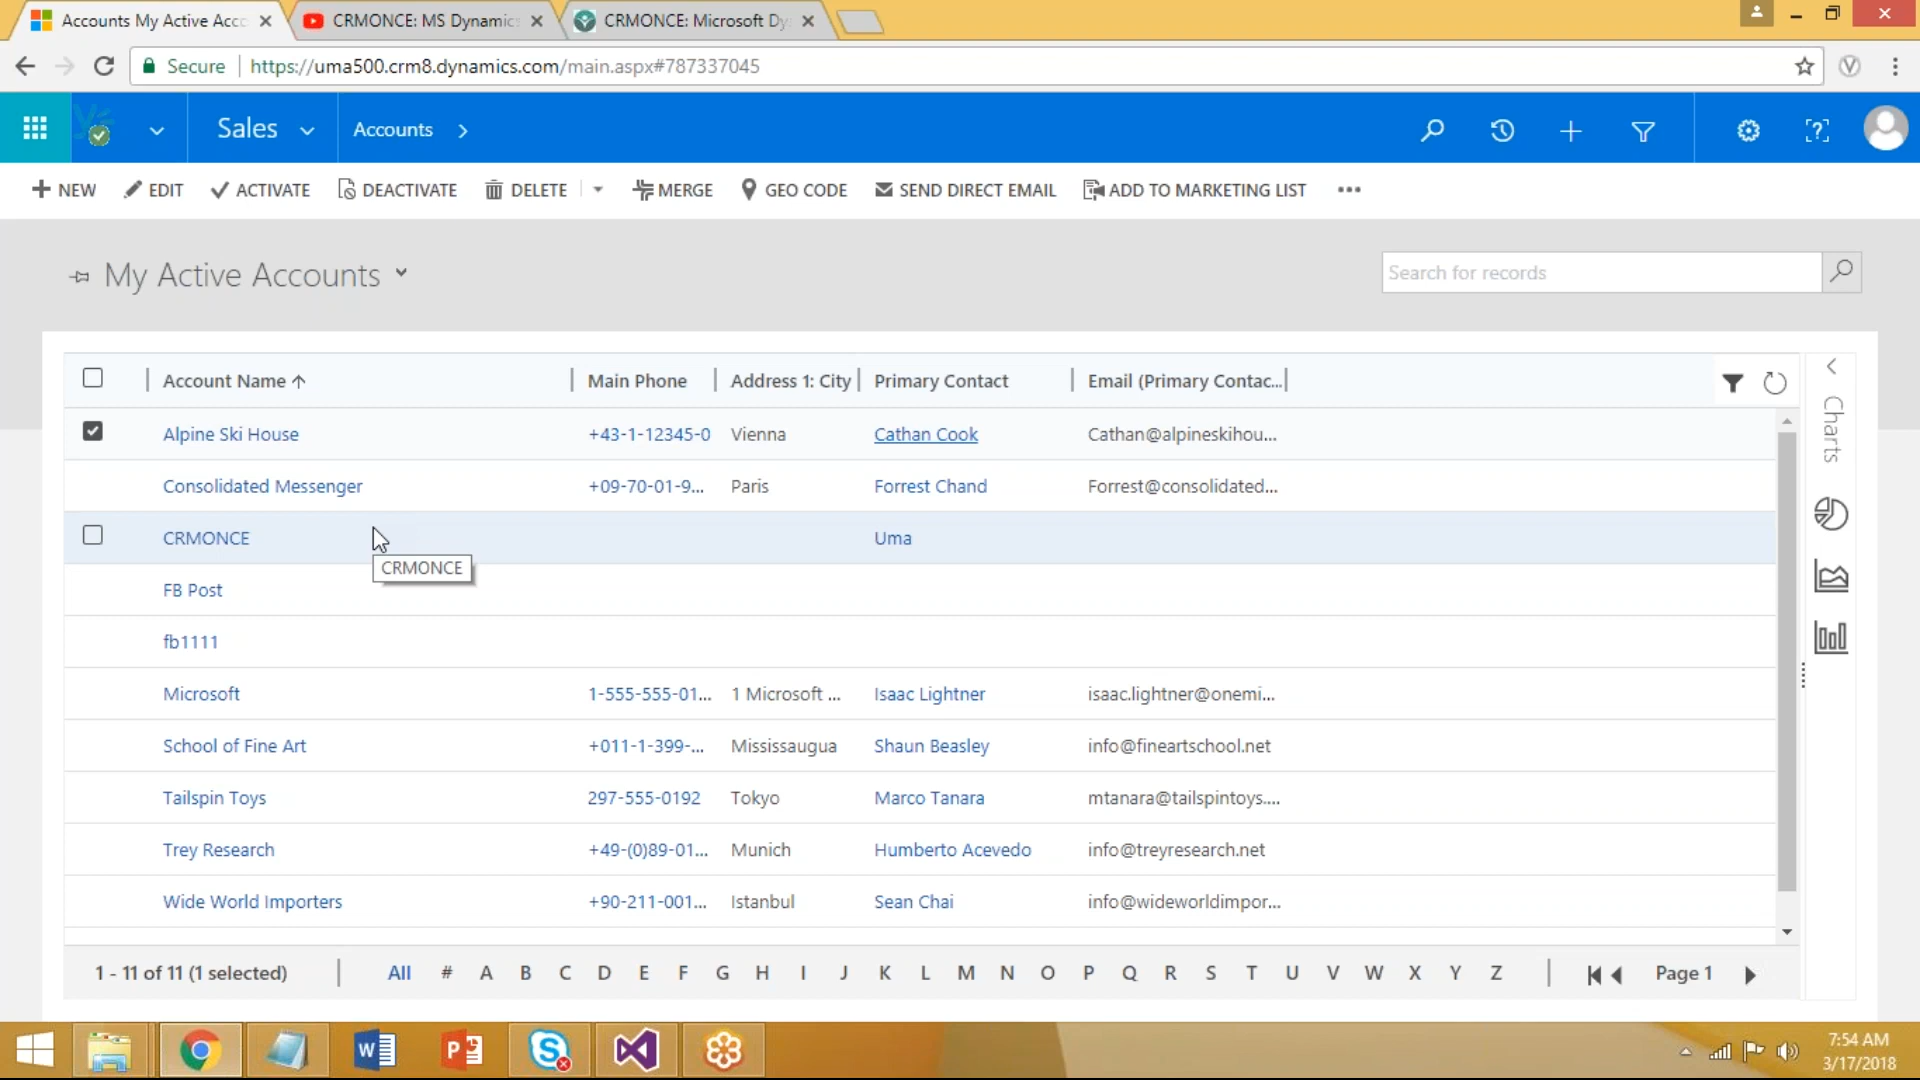 Accounts My Active Acc
CRMONCE: MS Dynamics
CRMONCE: Microsoft Dy
Secure
https://uma500.crm8.dynamics.com/main.aspx#787337045
Sales
Accounts
NEW
EDIT
ACTIVATE
DEACTIVATE
DELETE
MERGE
GEO CODE
SEND DIRECT EMAIL
ADD TO MARKETING LIST
My Active Accounts
Search for records
Account Name
Main Phone
Address 1: City
Primary Contact
Email (Primary Contac...
Alpine Ski House +43-1-12345-0 Vienna Cathan Cook Cathan@alpineskihou...
Consolidated Messenger +09-70-01-9... Paris Forrest Chand Forrest@consolidated...
CRMONCE Uma
CRMONCE
FB Post
fb1111
Microsoft 1-555-555-01... 1 Microsoft ... Isaac Lightner isaac.lightner@onemi...
School of Fine Art +011-1-399-... Mississaugua Shaun Beasley info@fineartschool.net
Tailspin Toys 297-555-0192 Tokyo Marco Tanara mtanara@tailspintoys....
Trey Research +49-(0)89-01... Munich Humberto Acevedo info@treyresearch.net
Wide World Importers +90-211-001... Istanbul Sean Chai info@wideworldimpor...
Charts
1 - 11 of 11 (1 selected)
All # A B C D E F G H I J K L M N O P Q R S T U V W X Y Z
Page 1
7:54 AM
3/17/2018